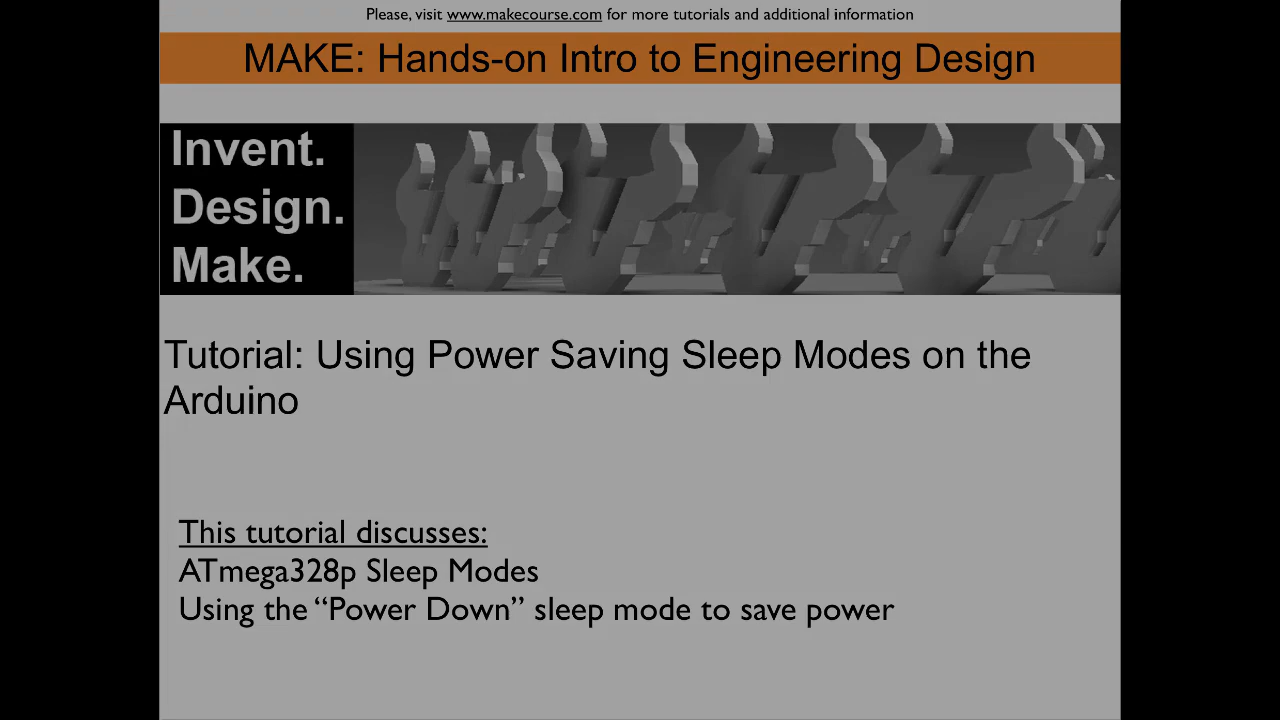 Please, visit www.makecourse.com for more tutorials and additional information
MAKE: Hands-on Intro to Engineering Design
Invent.
Design.
Make.
Tutorial: Using Power Saving Sleep Modes on the
Arduino
This tutorial discusses:
ATmega328p Sleep Modes
Using the “Power Down” sleep mode to save power